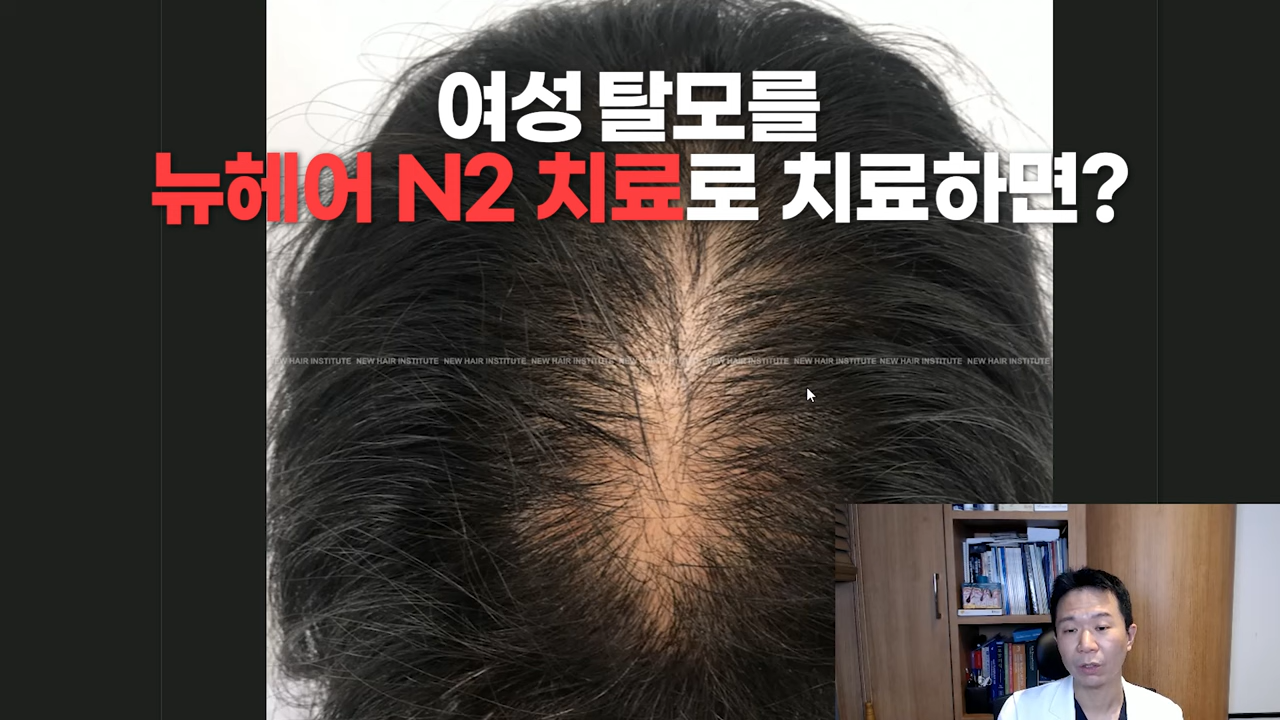 여성 탈모를
뉴헤어 N2 치료로 치료하면?
NEW HAIR INSTITUTE NEW HAIR INSTITUTE NEW HAIR INSTITUTE NEW HAIR INSTITUTE NEW HAIR INSTITUTE NEW HAIR INSTITUTE NEW HAIR INSTITUTE NEW HAIR INSTITUTE NEW HAIR INSTITUTE